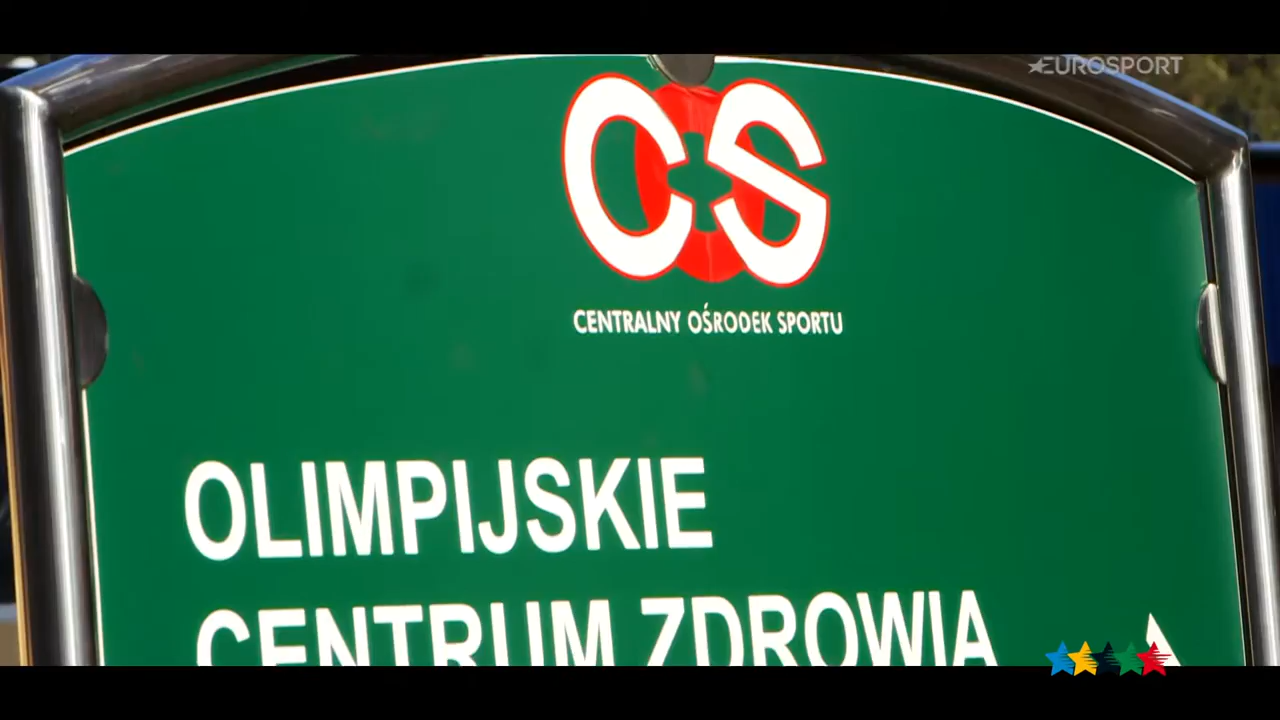 EUROSPORT
COS
CENTRALNY OŚRODEK SPORTU
OLIMPIJSKIE
CENTRUM ZDROWIA